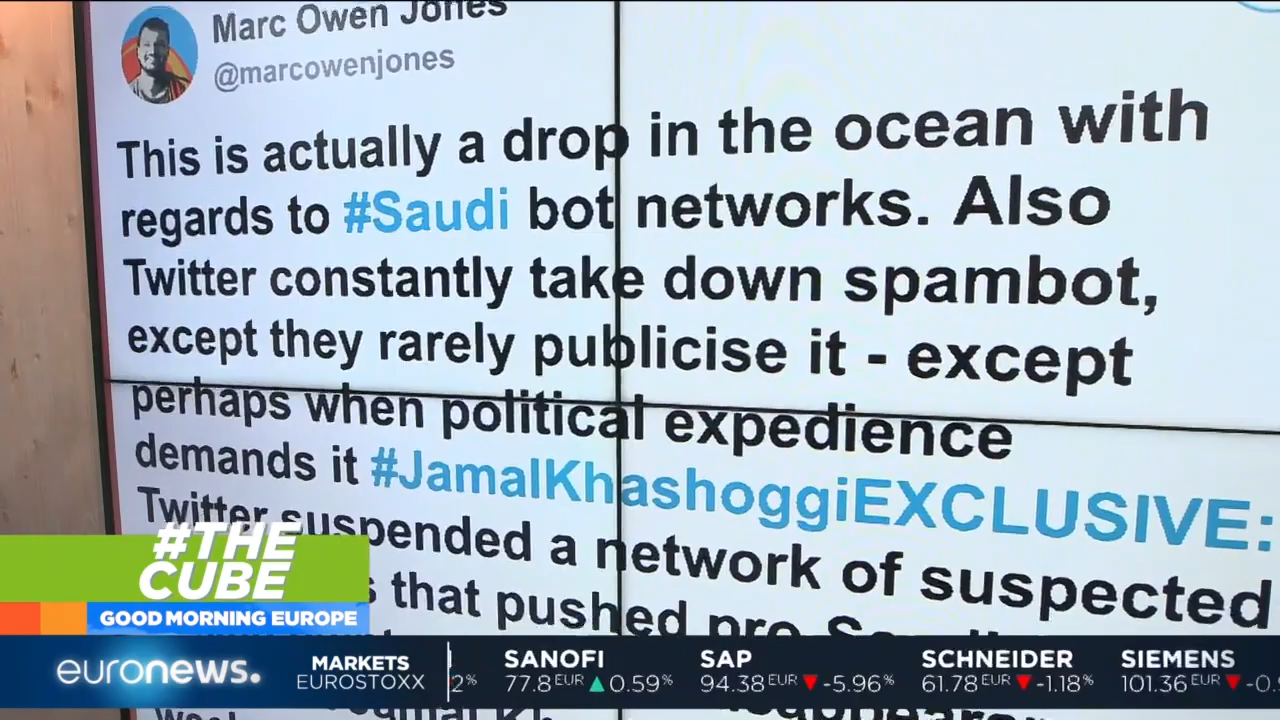 Marc Owen Jones
@marcowenjones
This is actually a drop in the ocean with
regards to #Saudi bot networks. Also
Twitter constantly take down spambot,
except they rarely publicise it - except
perhaps when political expedience
demands it #JamalKhashoggiEXCLUSIVE:
Twitter suspended a network of suspected
that pushed pro-
#THE
CUBE
GOOD MORNING EUROPE
euronews.
MARKETS
EUROSTOXX
2%
SANOFI
77.8 EUR ▲0.59%
SAP
94.38 EUR ▼-5.96%
SCHNEIDER
61.78 EUR ▼-1.18%
SIEMENS
101.36 EUR ▼